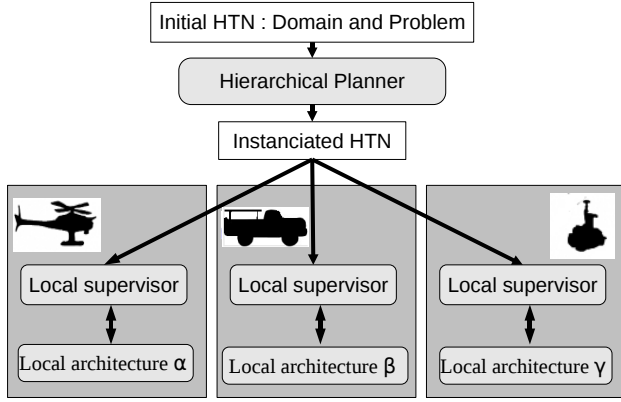 Initial HTN : Domain and Problem
Hierarchical Planner
Instanciated HTN
Local supervisor
Local supervisor
Local supervisor
Local architecture α
Local architecture β
Local architecture γ